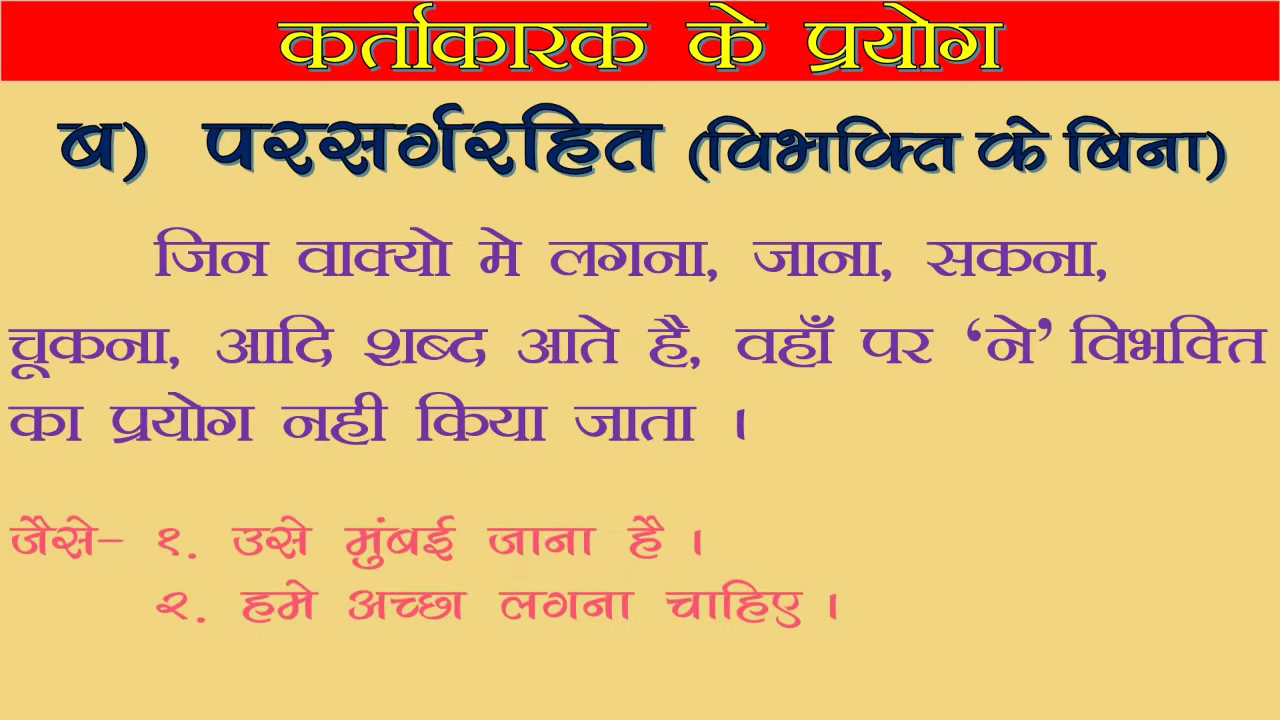 कर्ताकारक के प्रयोग
ब) परसर्गरहित (विभक्ति के बिना)
जिन वाक्यो मे लगना, जाना, सकना,
चूकना, आदि शब्द आते है, वहाँ पर ‘ने’ विभक्ति
का प्रयोग नही किया जाता ।
जैसे- १. उसे मुंबई जाना है ।
२. हमे अच्छा लगना चाहिए ।